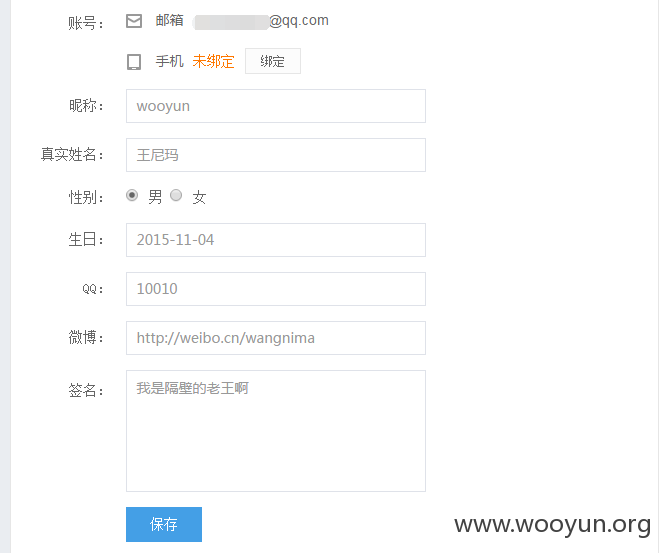 账号： 邮箱 @qq.com
手机 未绑定 绑定
昵称： wooyun
真实姓名： 王尼玛
性别： 男 女
生日： 2015-11-04
QQ： 10010
微博： http://weibo.cn/wangnima
签名： 我是隔壁的老王啊
保存
www.wooyun.org